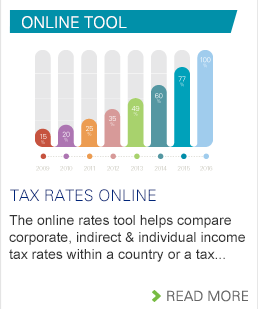 ONLINE TOOL
15 % 20 % 25 % 35 % 45 % 60 % 77 % 100 %
2009 2010 2011 2012 2013 2014 2015 2016
TAX RATES ONLINE
The online rates tool helps compare
corporate, indirect & individual income
tax rates within a country or a tax...
READ MORE